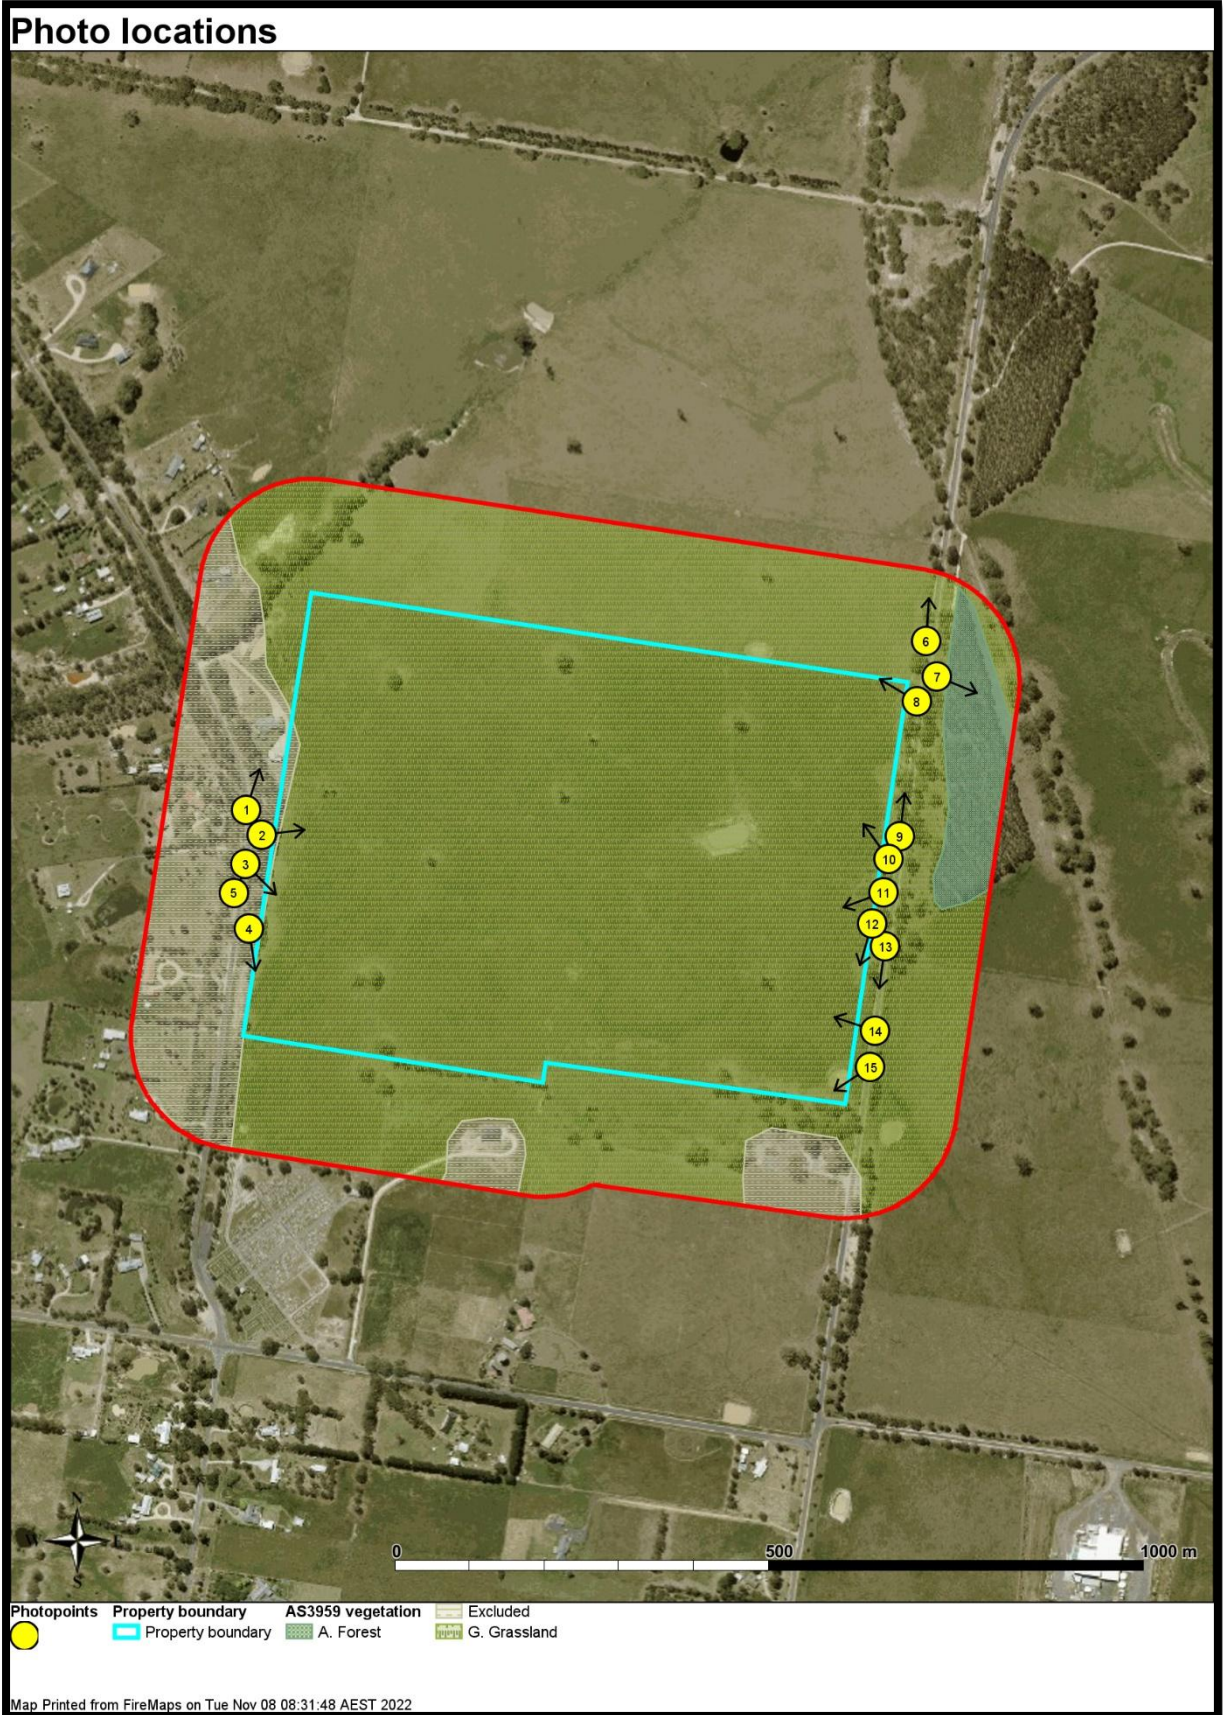 Photo locations
6
7
8
1
2
9
3
10
5
11
4
12
13
14
15
N
S
0 500 1000 m
Photopoints Property boundary AS3959 vegetation Excluded
Property boundary A. Forest G. Grassland
Map Printed from FireMaps on Tue Nov 08 08:31:48 AEST 2022